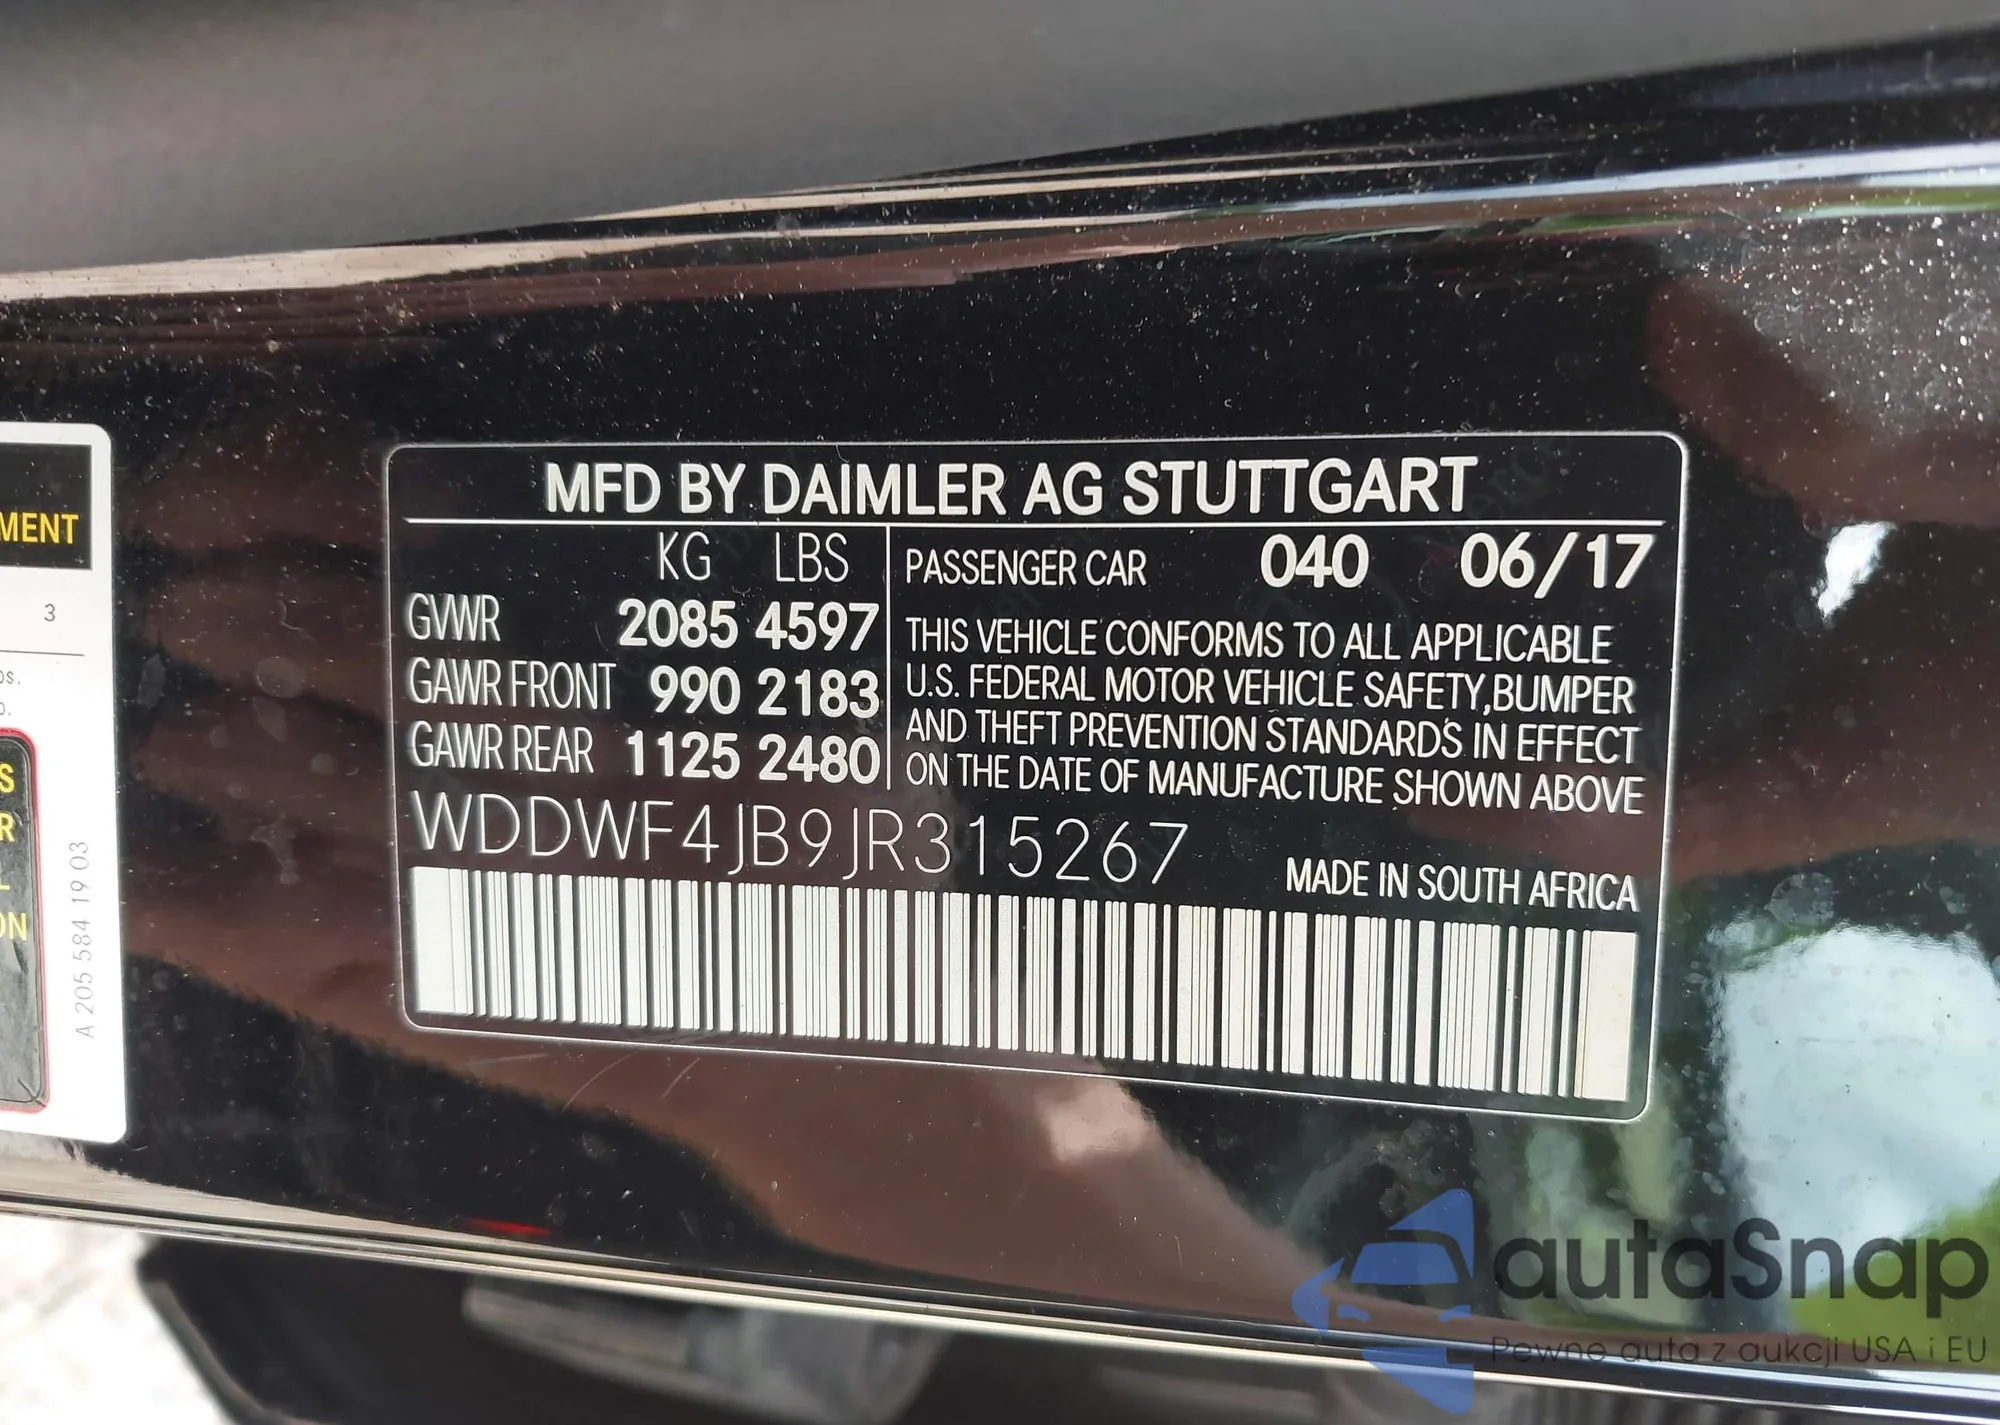 MENT
3
OS.
O.
S
R
L
ON
A 205 584 19 03
MFD BY DAIMLER AG STUTTGART
KG LBS
GVWR 2085 4597
GAWR FRONT 990 2183
GAWR REAR 1125 2480
PASSENGER CAR 040 06/17
THIS VEHICLE CONFORMS TO ALL APPLICABLE
U.S. FEDERAL MOTOR VEHICLE SAFETY,BUMPER
AND THEFT PREVENTION STANDARDS IN EFFECT
ON THE DATE OF MANUFACTURE SHOWN ABOVE
WDDWF4JB9JR315267
MADE IN SOUTH AFRICA
autaSnap
Pewne auta z aukcji USA i EU